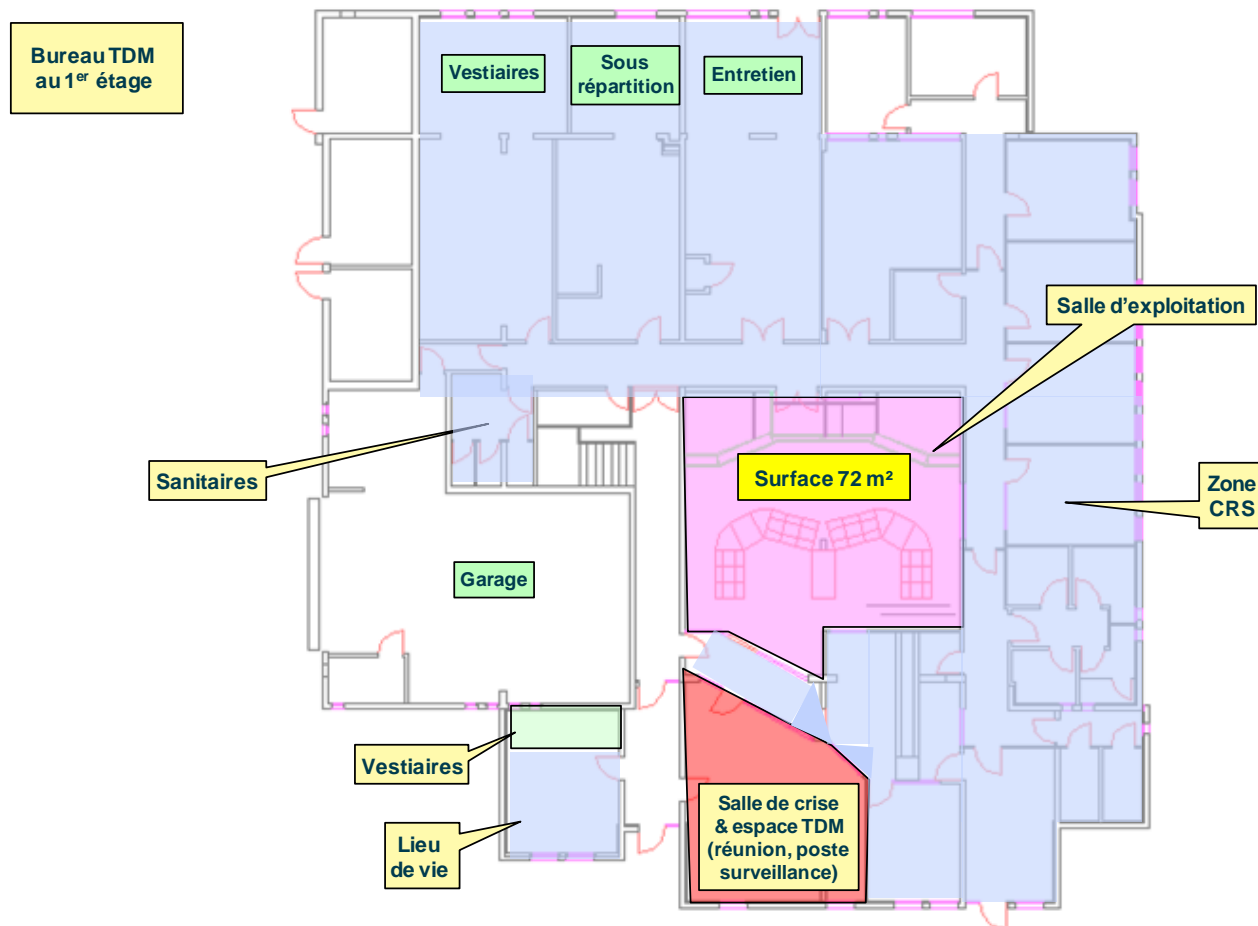 Bureau TDM
au 1er étage
Vestiaires
Sous
répartition
Entretien
Salle d'exploitation
Surface 72 m²
Sanitaires
Zone
CRS
Garage
Vestiaires
Lieu
de vie
Salle de crise
& espace TDM
(réunion, poste
surveillance)